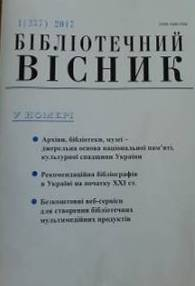 1(237) 2017
БІБЛІОТЕЧНИЙ
ВІСНИК
У НОМЕРІ
Архіви, бібліотеки, музеї –
джерельна основа національної пам’яті,
культурної спадщини України
Рекомендаційна бібліографія
в Україні на початку XXI ст.
Безкоштовні веб-сервіси
для створення бібліотечних
мультимедійних продуктів